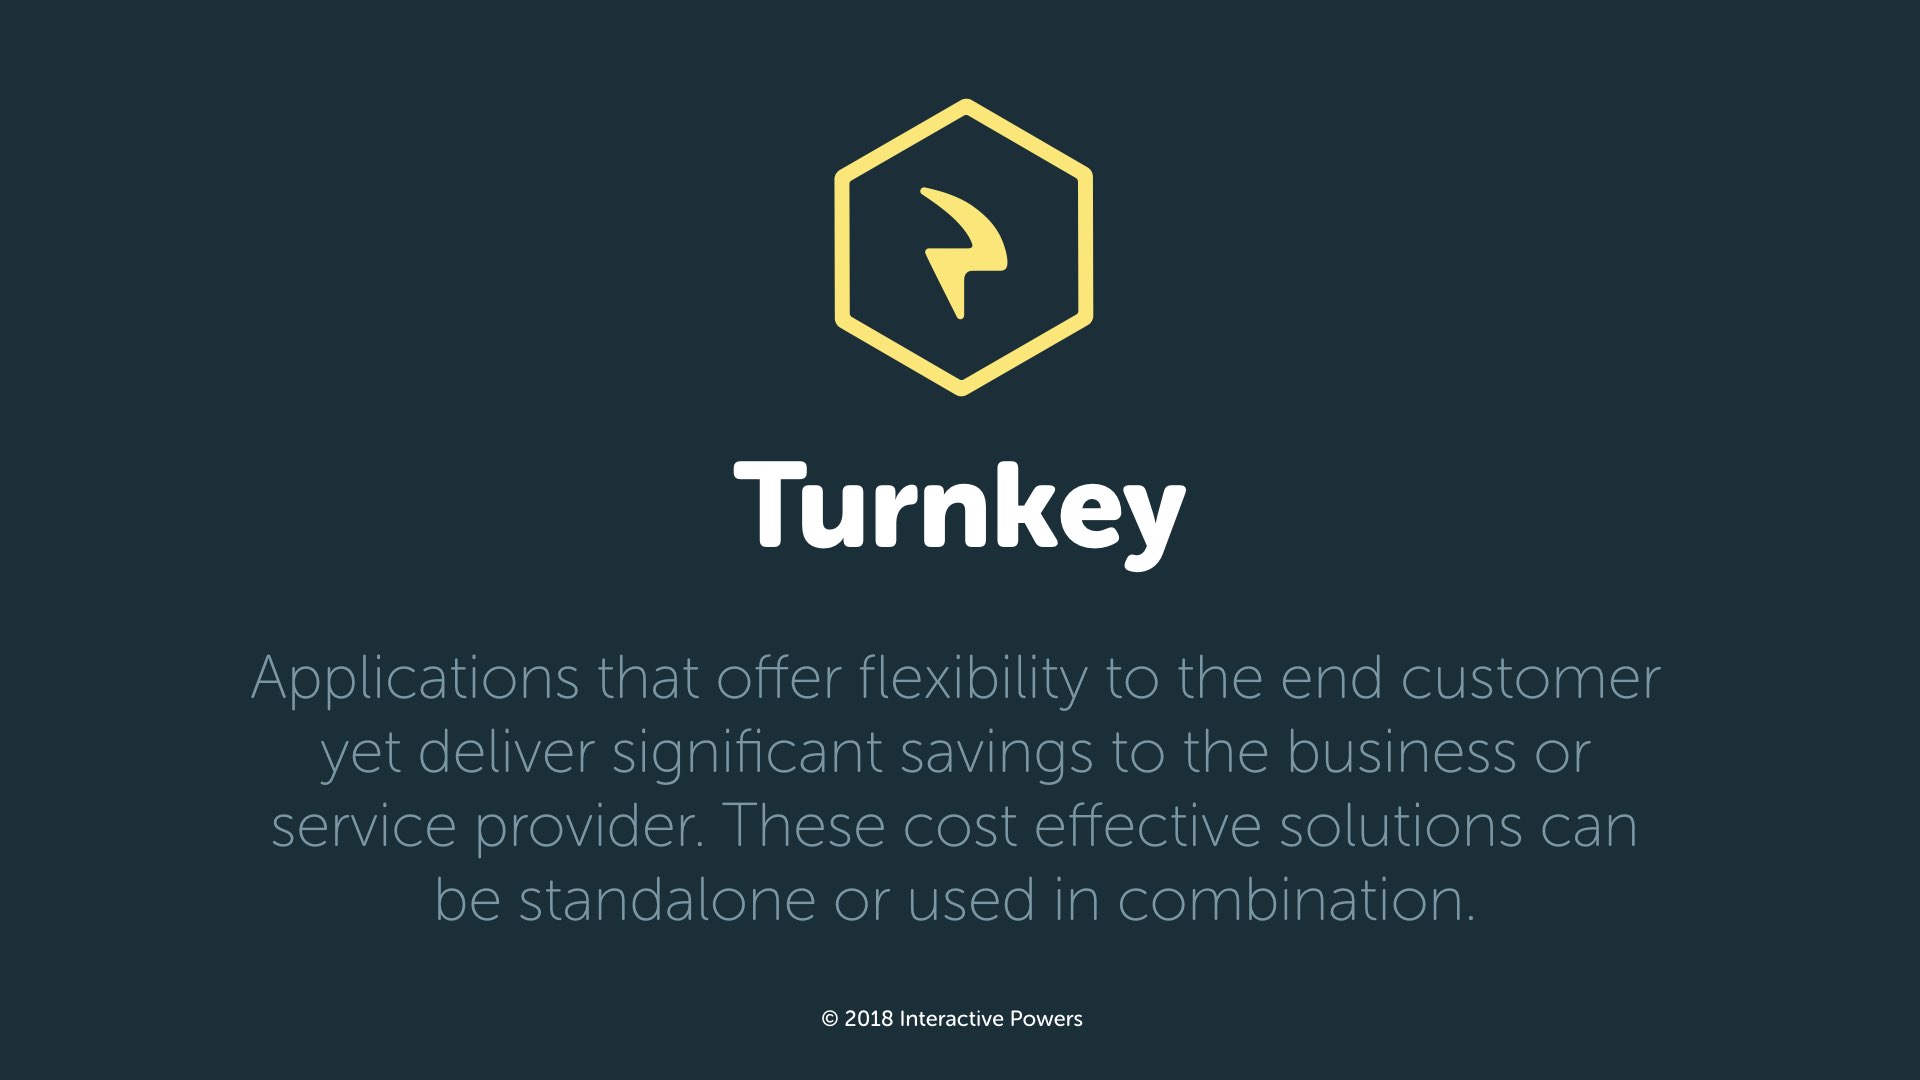 Turnkey
Applications that offer flexibility to the end customer
yet deliver significant savings to the business or
service provider. These cost effective solutions can
be standalone or used in combination.
© 2018 Interactive Powers